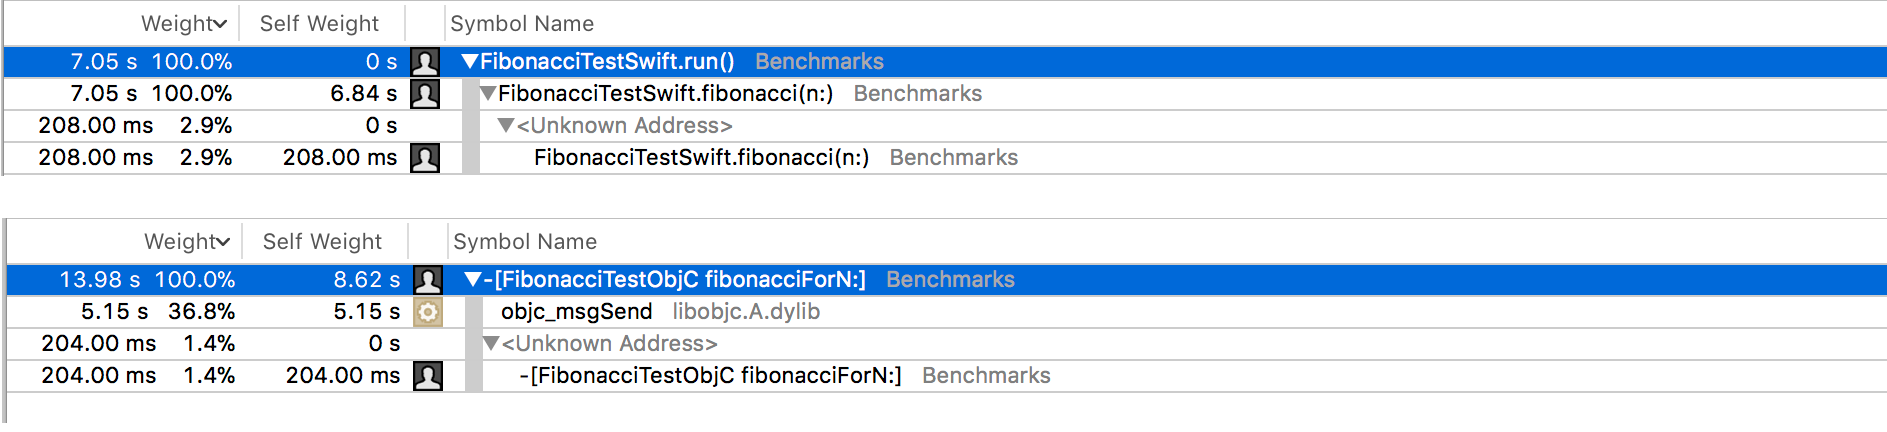 Weight Self Weight Symbol Name
7.05 s 100.0% 0 s FibonacciTestSwift.run() Benchmarks
7.05 s 100.0% 6.84 s FibonacciTestSwift.fibonacci(n:) Benchmarks
208.00 ms 2.9% 0 s <Unknown Address>
208.00 ms 2.9% 208.00 ms FibonacciTestSwift.fibonacci(n:) Benchmarks
Weight Self Weight Symbol Name
13.98 s 100.0% 8.62 s -[FibonacciTestObjC fibonacciForN:] Benchmarks
5.15 s 36.8% 5.15 s objc_msgSend libobjc.A.dylib
204.00 ms 1.4% 0 s <Unknown Address>
204.00 ms 1.4% 204.00 ms -[FibonacciTestObjC fibonacciForN:] Benchmarks